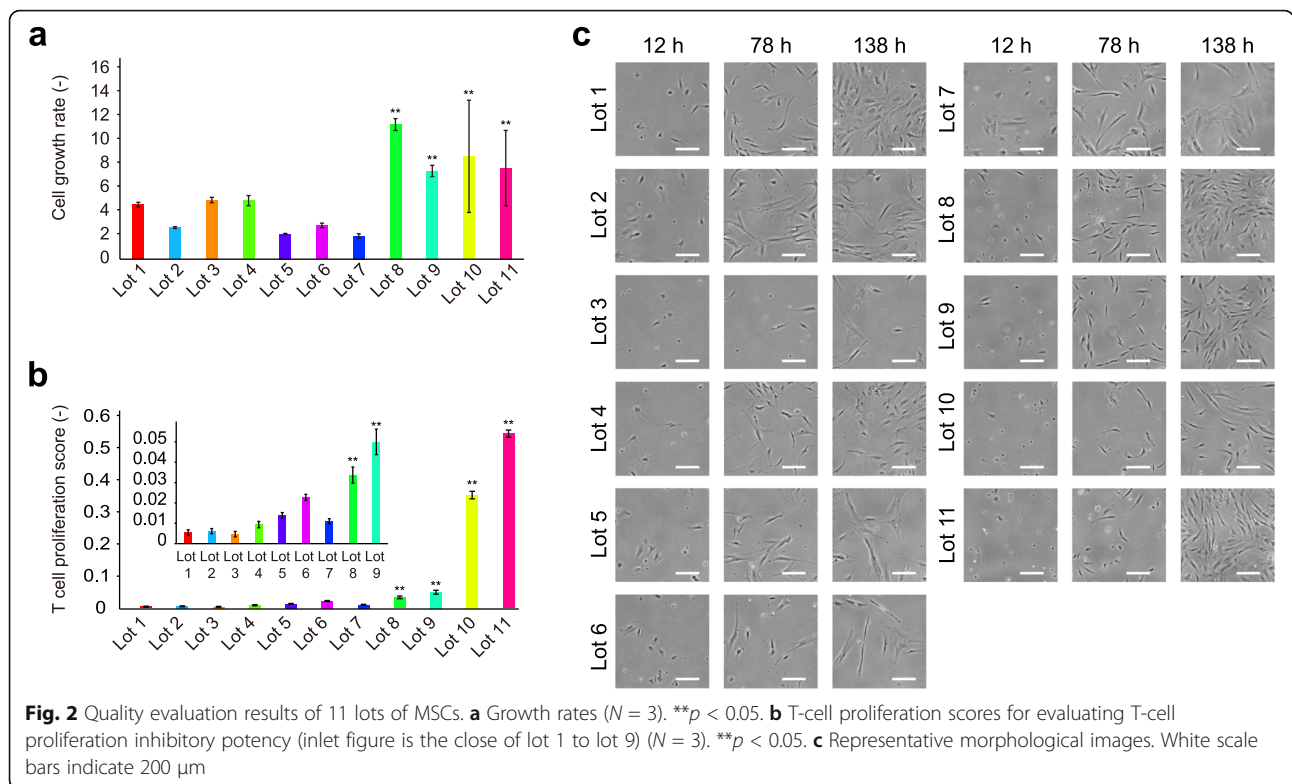 a
Cell growth rate (-)
16
14
12
10
8
6
4
2
0
** ** ** **
Lot 1 Lot 2 Lot 3 Lot 4 Lot 5 Lot 6 Lot 7 Lot 8 Lot 9 Lot 10 Lot 11
b
T cell proliferation score (-)
0.6
0.5
0.4
0.3
0.2
0.1
0
0.05
0.04
0.03
0.02
0.01
0
** **
Lot Lot Lot Lot Lot Lot Lot Lot Lot
1 2 3 4 5 6 7 8 9
** ** ** **
Lot 1 Lot 2 Lot 3 Lot 4 Lot 5 Lot 6 Lot 7 Lot 8 Lot 9 Lot 10 Lot 11
c
12 h 78 h 138 h 12 h 78 h 138 h
Lot 1
Lot 2
Lot 3
Lot 4
Lot 5
Lot 6
Lot 7
Lot 8
Lot 9
Lot 10
Lot 11
Fig. 2 Quality evaluation results of 11 lots of MSCs. a Growth rates (N = 3). **p < 0.05. b T-cell proliferation scores for evaluating T-cell
proliferation inhibitory potency (inlet figure is the close of lot 1 to lot 9) (N = 3). **p < 0.05. c Representative morphological images. White scale
bars indicate 200 μm